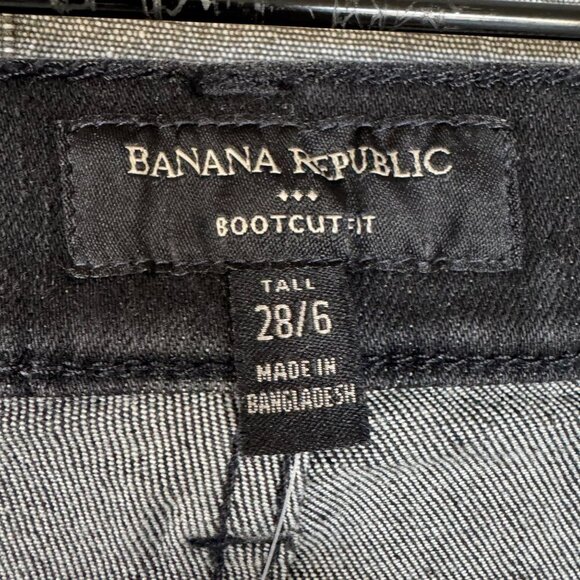 BANANA REPUBLIC
BOOTCUT FIT
TALL
28/6
MADE IN
BANGLADESH